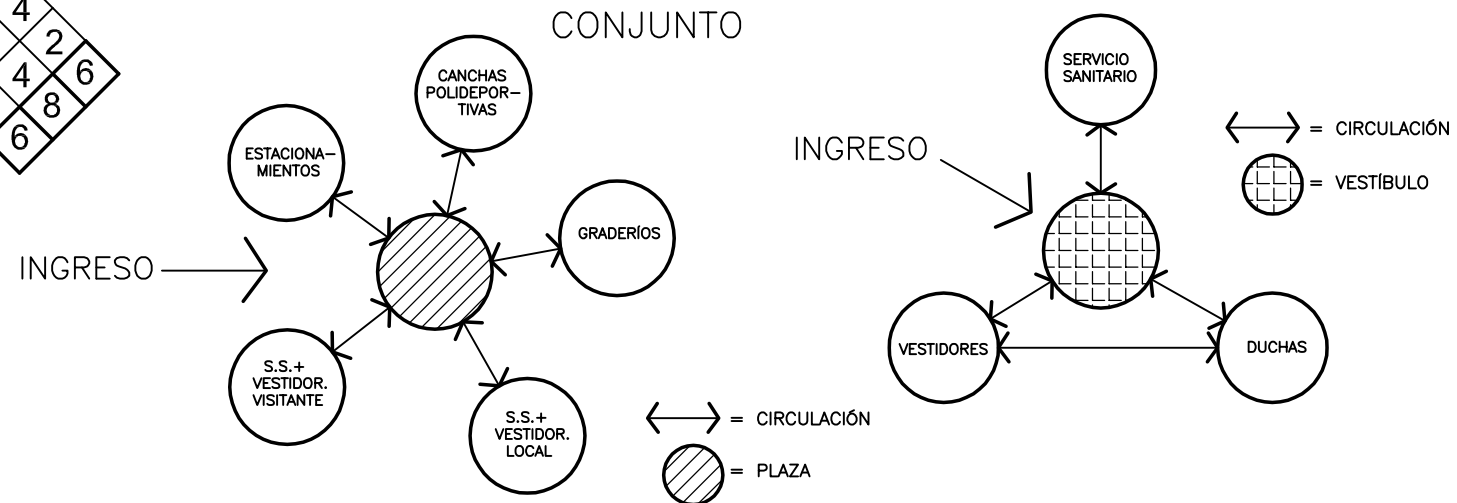 4
2
4
6
8
6
CONJUNTO
CANCHAS
POLIDEPOR-
TIVAS
ESTACIONA-
MIENTOS
GRADERÍOS
INGRESO
S.S.+
VESTIDOR.
VISITANTE
S.S.+
VESTIDOR.
LOCAL
= CIRCULACIÓN
= PLAZA
SERVICIO
SANITARIO
INGRESO
= CIRCULACIÓN
= VESTÍBULO
VESTIDORES
DUCHAS